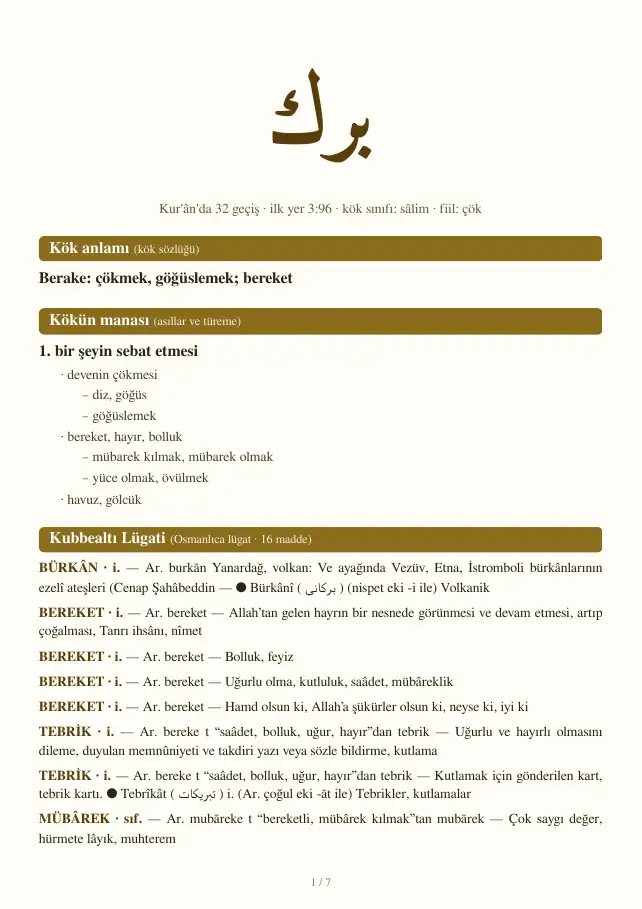 برك
Kur'ân'da 32 geçiş · ilk yer 3:96 · kök sınıfı: sâlim · fiil: çök
Kök anlamı (kök sözlüğü)
Berake: çökmek, göğüslemek; bereket
Kökün manası (asıllar ve türeme)
1. bir şeyin sebat etmesi
· devenin çökmesi
– diz, göğüs
– göğüslemek
· bereket, hayır, bolluk
– mübarek kılmak, mübarek olmak
– yüce olmak, övülmek
· havuz, gölcük
Kubbealtı Lügati (Osmanlıca lügat · 16 madde)
BÜRKÂN · i. — Ar. burkān Yanardağ, volkan: Ve ayağında Vezüv, Etna, İstromboli bürkânlarının
ezelî ateşleri (Cenap Şahâbeddin — ● Bürkânî ( بركانى ) (nispet eki -i ile) Volkanik
BEREKET · i. — Ar. bereket — Allah’tan gelen hayrın bir nesnede görünmesi ve devam etmesi, artıp
çoğalması, Tanrı ihsânı, nîmet
BEREKET · i. — Ar. bereket — Bolluk, feyiz
BEREKET · i. — Ar. bereket — Uğurlu olma, kutluluk, saâdet, mübâreklik
BEREKET · i. — Ar. bereket — Hamd olsun ki, Allah’a şükürler olsun ki, neyse ki, iyi ki
TEBRİK · i. — Ar. bereke t “saâdet, bolluk, uğur, hayır”dan tebrik — Uğurlu ve hayırlı olmasını
dileme, duyulan memnûniyeti ve takdiri yazı veya sözle bildirme, kutlama
TEBRİK · i. — Ar. bereke t “saâdet, bolluk, uğur, hayır”dan tebrik — Kutlamak için gönderilen kart,
tebrik kartı. ● Tebrîkât ( تبريكات ) i. (Ar. çoğul eki -āt ile) Tebrikler, kutlamalar
MÜBÂREK · sıf. — Ar. mubāreke t “bereketli, mübârek kılmak”tan mubārek — Çok saygı değer,
hürmete lâyık, muhterem
1 / 7